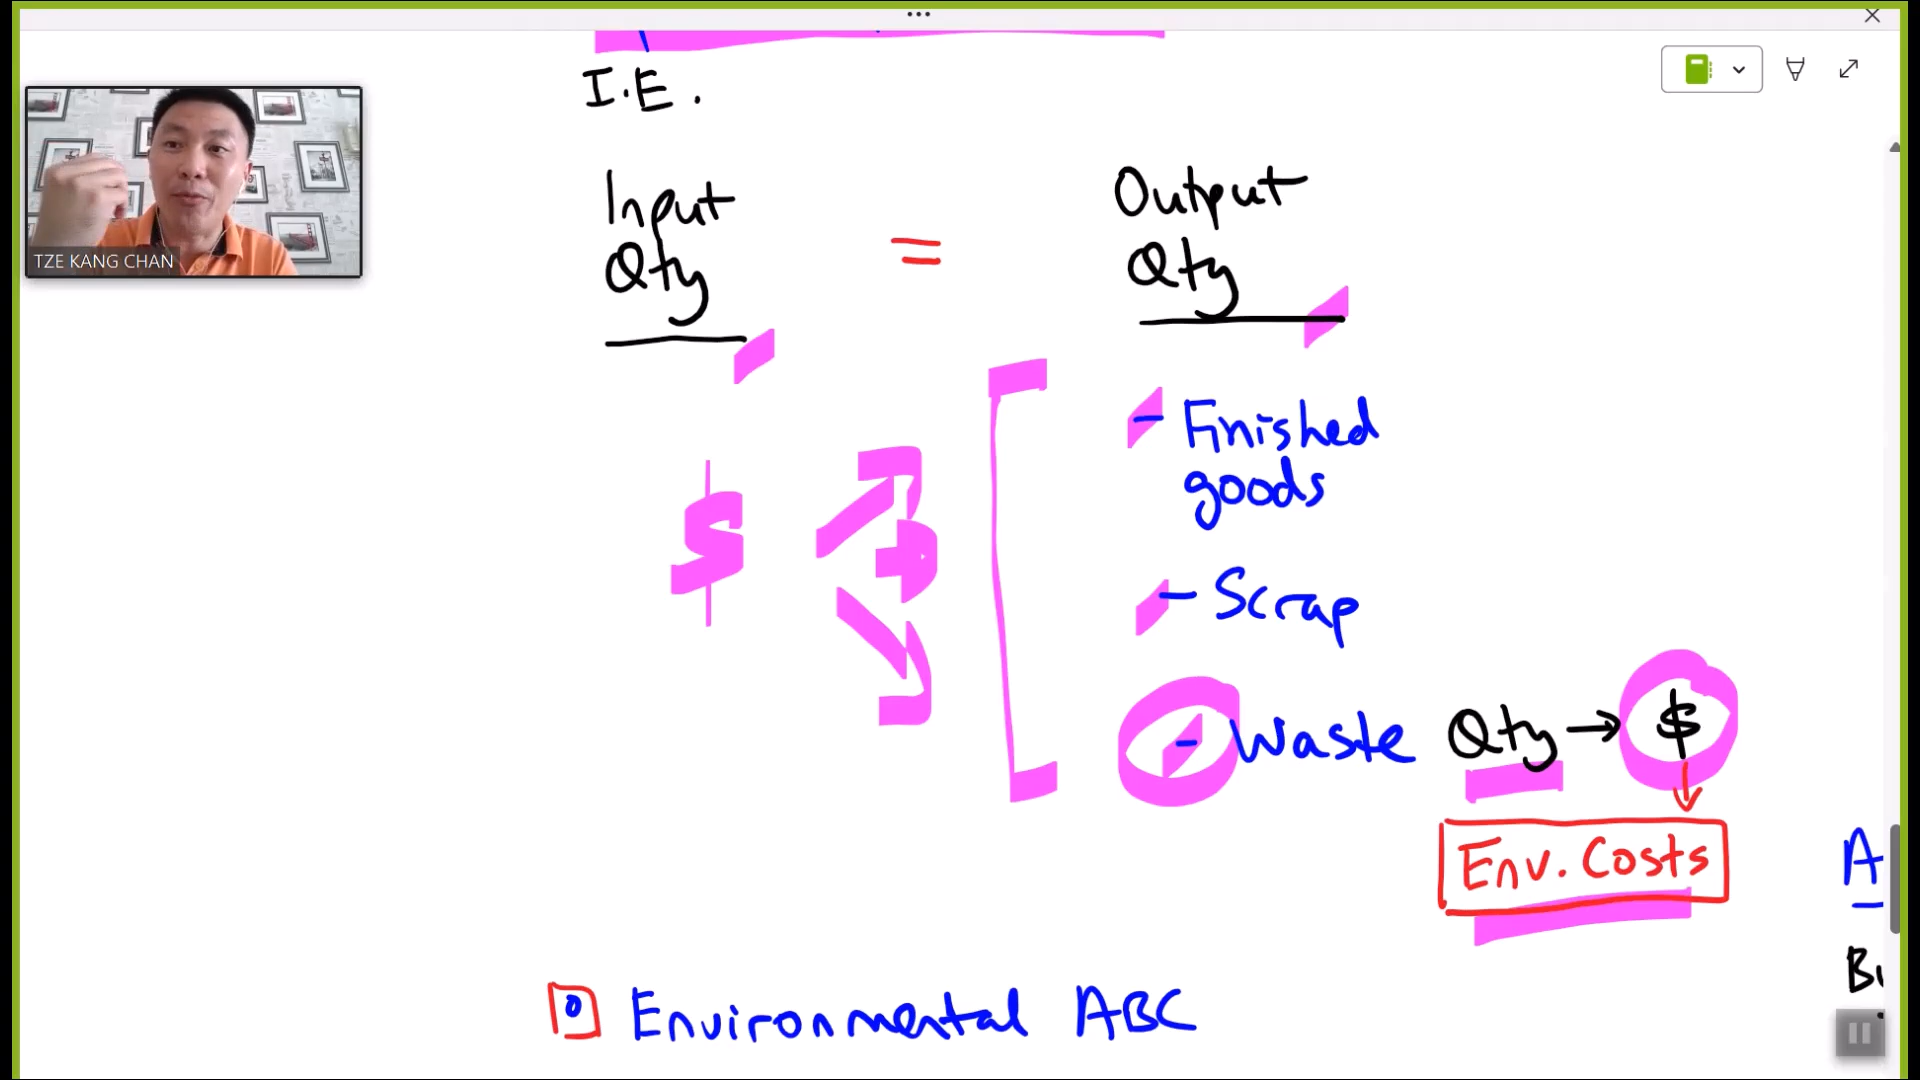 I.E.
TZE KANG CHAN
Input
Qty
=
Output
Qty
- Finished
goods
$
- Scrap
- Waste Qty → $
Env. Costs
Environmental ABC